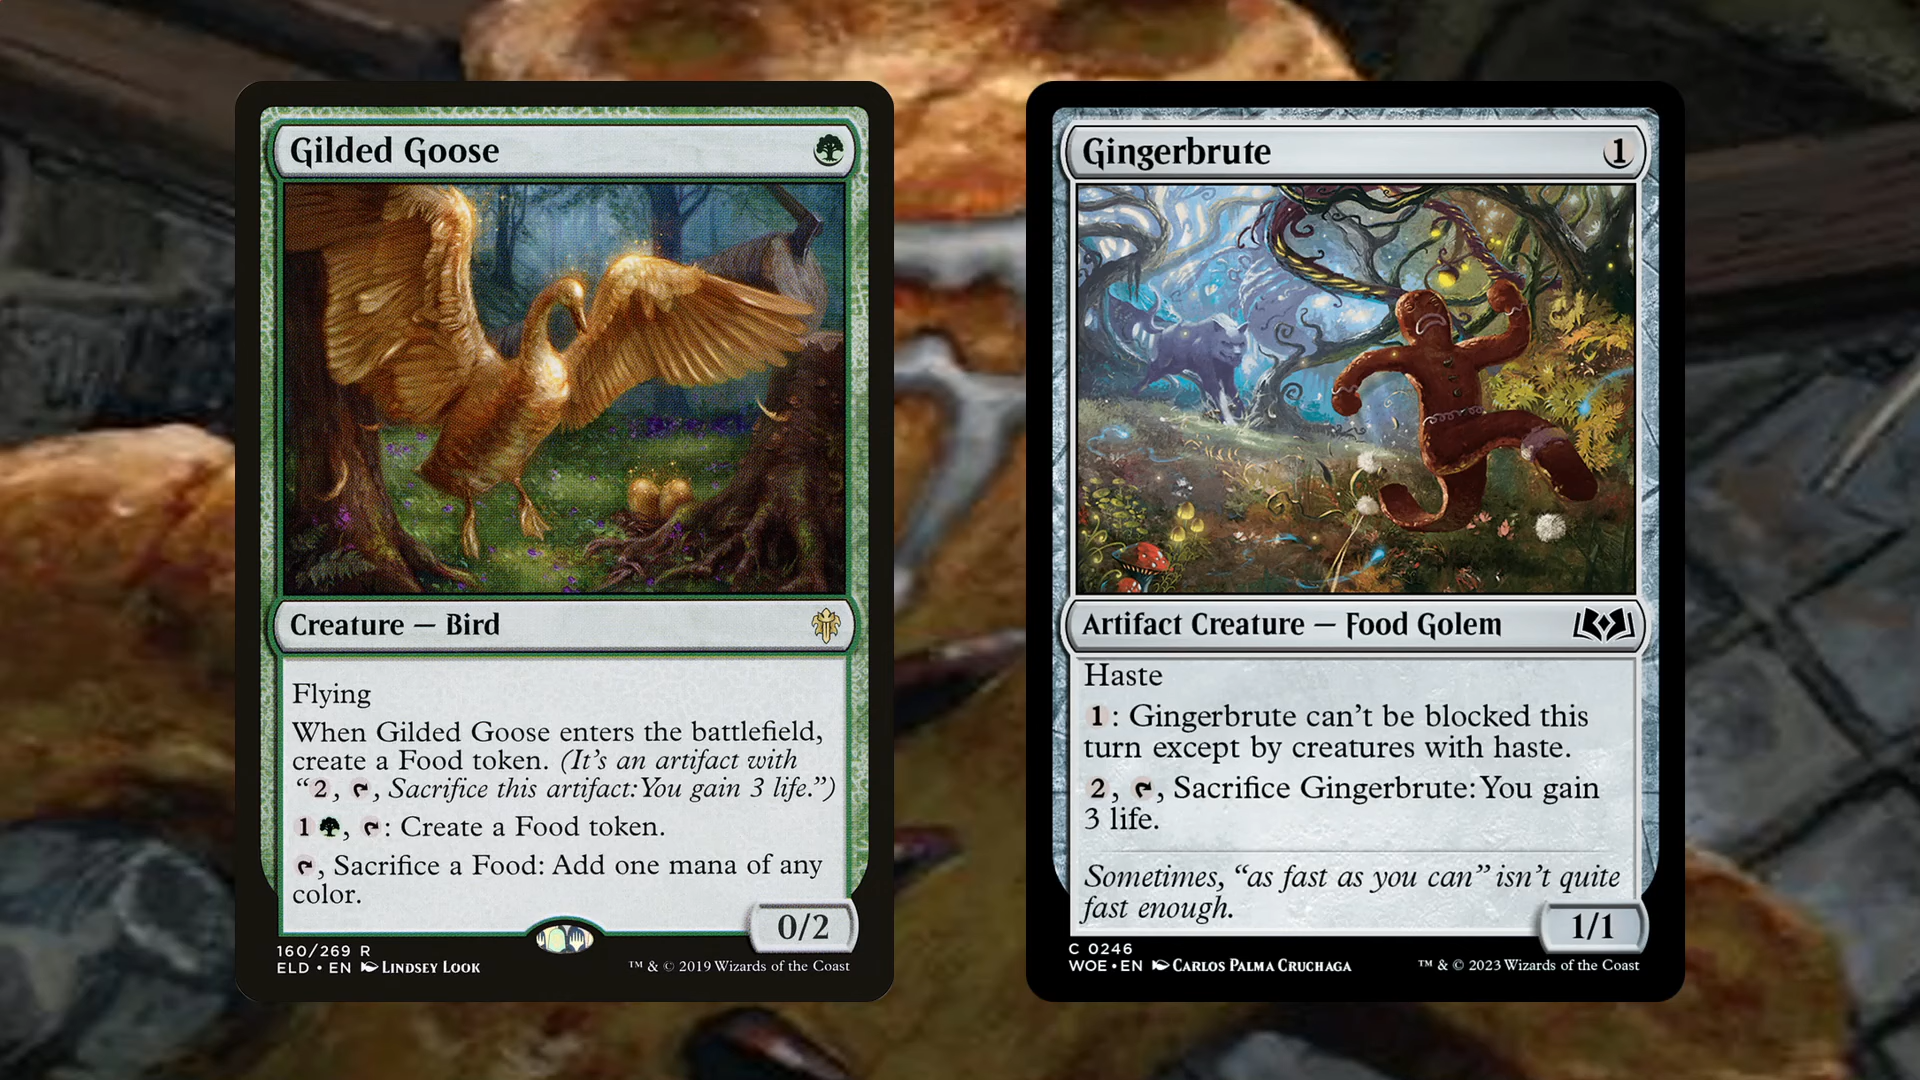 Gilded Goose
Creature — Bird
Flying
When Gilded Goose enters the battlefield,
create a Food token. (It's an artifact with
“2, , Sacrifice this artifact: You gain 3 life.”)
1 , : Create a Food token.
, Sacrifice a Food: Add one mana of any
color.
0/2
160/269 R
ELD • EN Lindsey Look
™ & © 2019 Wizards of the Coast
Gingerbrute 1
Artifact Creature — Food Golem
Haste
1: Gingerbrute can't be blocked this
turn except by creatures with haste.
2, , Sacrifice Gingerbrute: You gain
3 life.
Sometimes, “as fast as you can” isn't quite
fast enough.
1/1
C 0246
WOE • EN Carlos Palma Cruchaga
™ & © 2023 Wizards of the Coast